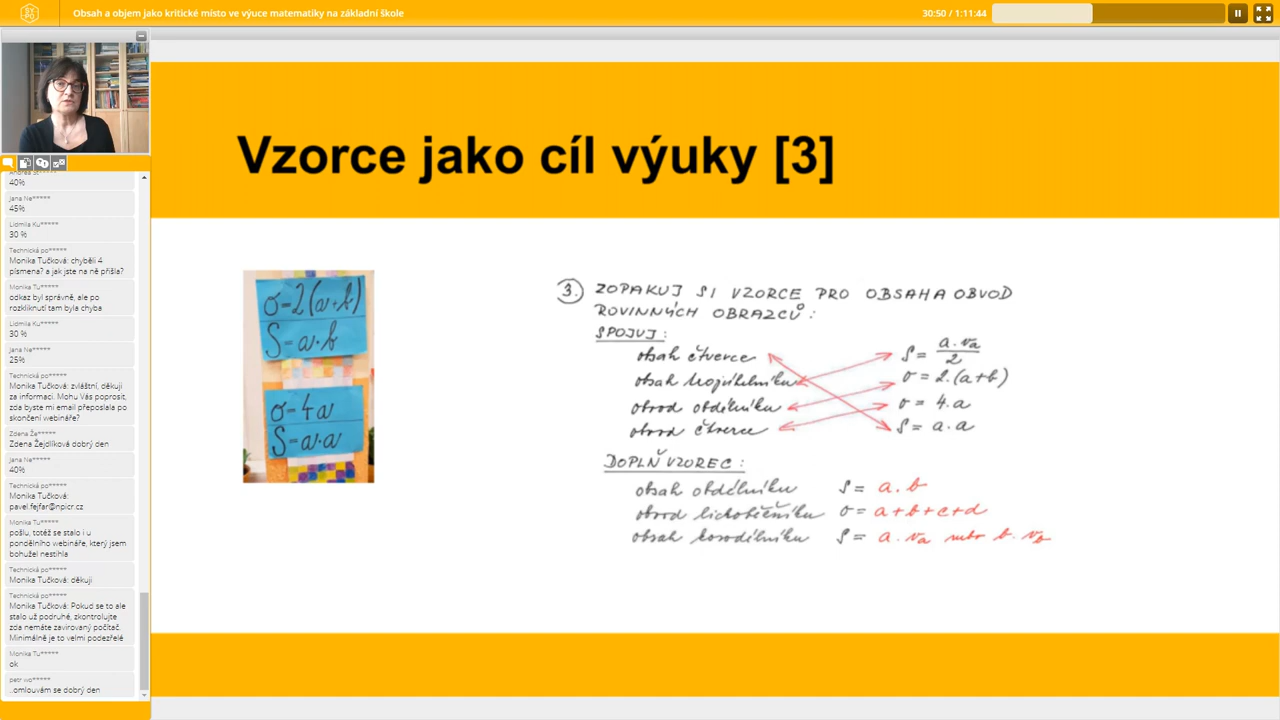 Obsah a objem jako kritické místo ve výuce matematiky na základní škole
30:50 / 1:11:44
SY
PO
Andrea St*****
40%
Jana Ne*****
45%
Lidmila Ku*****
30 %
Technická po*****
Monika Tučková: chyběli 4
písmena? a jak jste na ně přišla?
Monika Tu*****
odkaz byl správně, ale po
rozkliknutí tam byla chyba
Lidmila Ku*****
30 %
Jana Ne*****
25%
Technická po*****
Monika Tučková: zvláštní, děkuji
za informaci. Mohu Vás poprosit,
zda byste mi email přeposlala po
skončení webináře?
Zdena Že*****
Zdena Žejdlíková dobrý den
Jana Ne*****
40%
Technická po*****
Monika Tučková:
pavel.fejfar@npicr.cz
Monika Tu*****
pošlu, totéž se stalo i u
pondělního webináře, který jsem
bohužel nestihla
Technická po*****
Monika Tučková: děkuji
Technická po*****
Monika Tučková: Pokud se to ale
stalo už podruhé, zkontrolujte
zda nemáte zavirovaný počítač.
Minimálně je to velmi podezřelé
Monika Tu*****
ok
petr wo*****
..omlouvám se dobrý den
Vzorce jako cíl výuky [3]
o=2(a+b)
S=a.b
o=4a
S=a.a
3. ZOPAKUJ SI VZORCE PRO OBSAH A OBVOD
ROVINNÝCH OBRAZCŮ:
SPOJUJ:
obsah čtverce S = a.va/2
obsah trojúhelníku o = 2.(a+b)
obvod obdélníku o = 4.a
obvod čtverce S = a.a
DOPLŇ VZOREC:
obsah obdélníku S = a.b
obvod lichoběžníku o = a+b+c+d
obsah kosodélníku S = a.va nebo b.vb